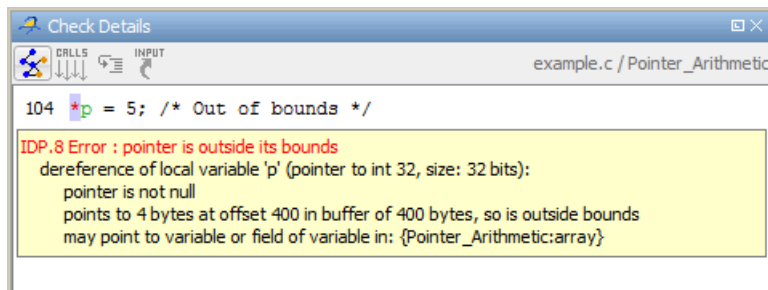 Check Details
CALLS INPUT
example.c / Pointer_Arithmetic
104 *p = 5; /* Out of bounds */
IDP.8 Error : pointer is outside its bounds
dereference of local variable 'p' (pointer to int 32, size: 32 bits):
pointer is not null
points to 4 bytes at offset 400 in buffer of 400 bytes, so is outside bounds
may point to variable or field of variable in: {Pointer_Arithmetic:array}